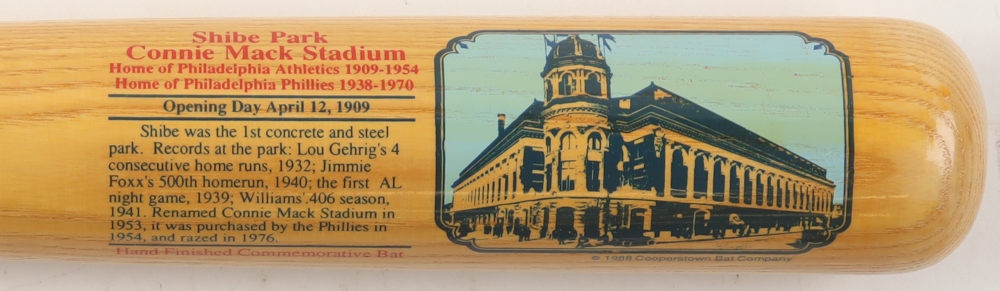 Shibe Park
Connie Mack Stadium
Home of Philadelphia Athletics 1909-1954
Home of Philadelphia Phillies 1938-1970
Opening Day April 12, 1909
Shibe was the 1st concrete and steel
park. Records at the park: Lou Gehrig's 4
consecutive home runs, 1932; Jimmie
Foxx's 500th homerun, 1940; the first AL
night game, 1939; Williams'.406 season,
1941. Renamed Connie Mack Stadium in
1953, it was purchased by the Phillies in
1954, and razed in 1976.
Hand Finished Commemorative Bat
© 1988 Cooperstown Bat Company